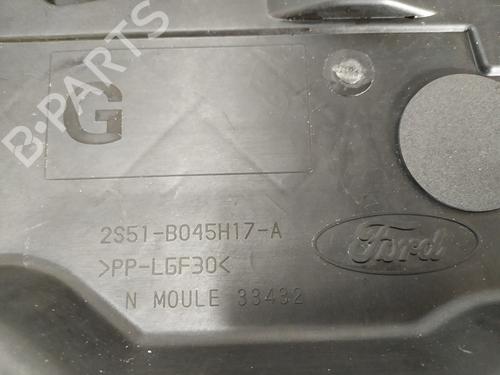 G
B-PARTS
2S51-B045H17-A
Ford
>PP-LGF30<
N MOULE 33432